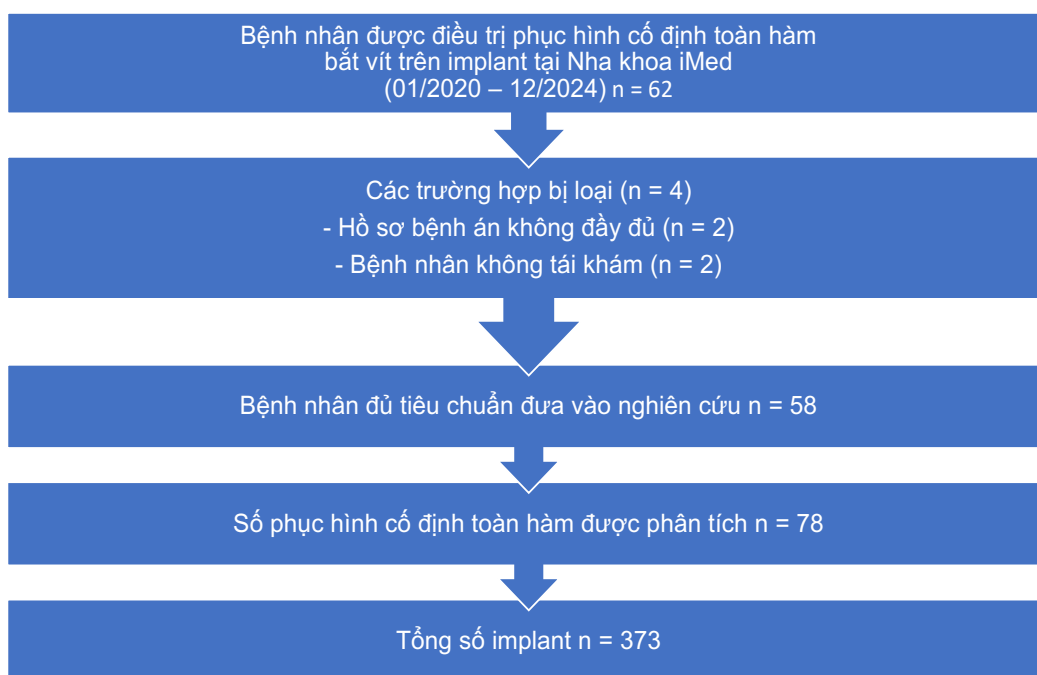 Bệnh nhân được điều trị phục hình cố định toàn hàm
bắt vít trên implant tại Nha khoa iMed
(01/2020 – 12/2024) n = 62
Các trường hợp bị loại (n = 4)
- Hồ sơ bệnh án không đầy đủ (n = 2)
- Bệnh nhân không tái khám (n = 2)
Bệnh nhân đủ tiêu chuẩn đưa vào nghiên cứu n = 58
Số phục hình cố định toàn hàm được phân tích n = 78
Tổng số implant n = 373